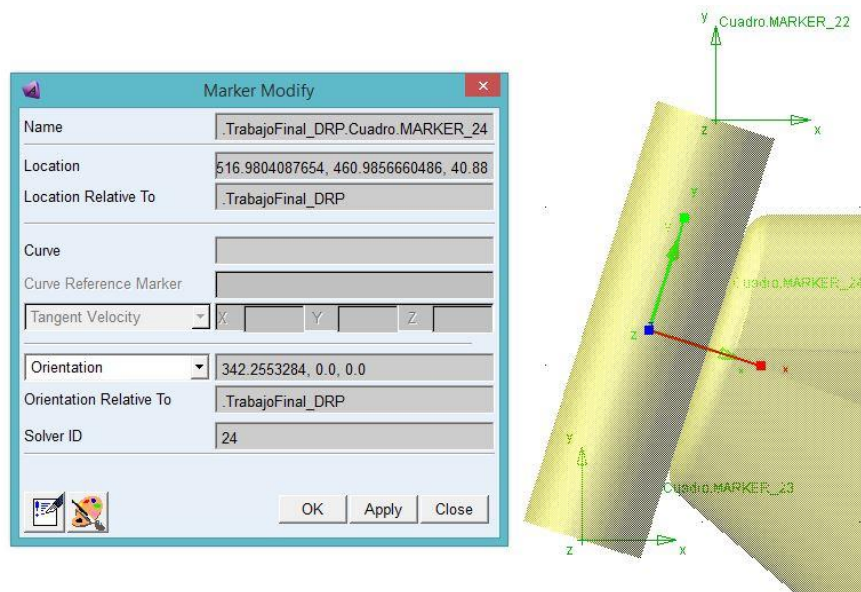 Marker Modify
Name
.TrabajoFinal_DRP.Cuadro.MARKER_24
Location
516.9804087654, 460.9856660486, 40.88
Location Relative To
.TrabajoFinal_DRP
Curve
Curve Reference Marker
Tangent Velocity
X
Y
Z
Orientation
342.2553284, 0.0, 0.0
Orientation Relative To
.TrabajoFinal_DRP
Solver ID
24
OK
Apply
Close
y
Cuadro.MARKER_22
z
x
y
y
Cuadro.MARKER_24
z
x
x
y
Cuadro.MARKER_23
z
x